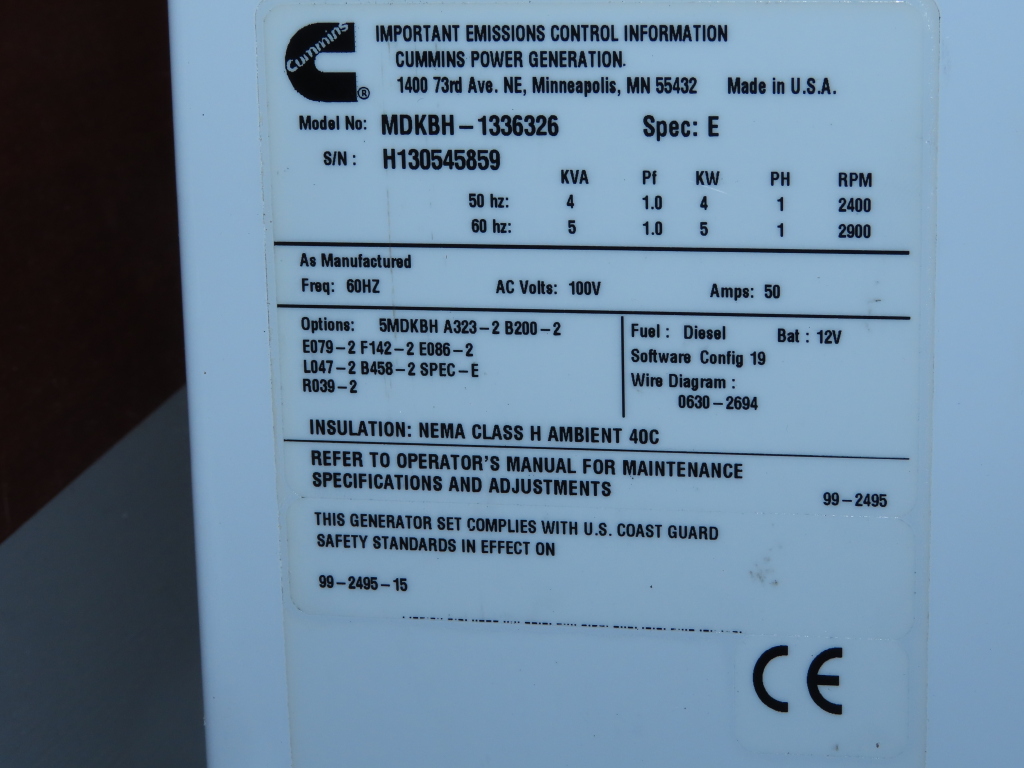 Cummins ®
IMPORTANT EMISSIONS CONTROL INFORMATION
CUMMINS POWER GENERATION.
1400 73rd Ave. NE, Minneapolis, MN 55432 Made in U.S.A.
Model No: MDKBH-1336326 Spec: E
S/N: H130545859
KVA Pf KW PH RPM
50 hz: 4 1.0 4 1 2400
60 hz: 5 1.0 5 1 2900
As Manufactured
Freq: 60HZ AC Volts: 100V Amps: 50
Options: 5MDKBH A323-2 B200-2
E079-2 F142-2 E086-2
L047-2 B458-2 SPEC-E
R039-2
Fuel: Diesel Bat: 12V
Software Config 19
Wire Diagram:
0630-2694
INSULATION: NEMA CLASS H AMBIENT 40C
REFER TO OPERATOR'S MANUAL FOR MAINTENANCE
SPECIFICATIONS AND ADJUSTMENTS
99-2495
THIS GENERATOR SET COMPLIES WITH U.S. COAST GUARD
SAFETY STANDARDS IN EFFECT ON
99-2495-15
CE